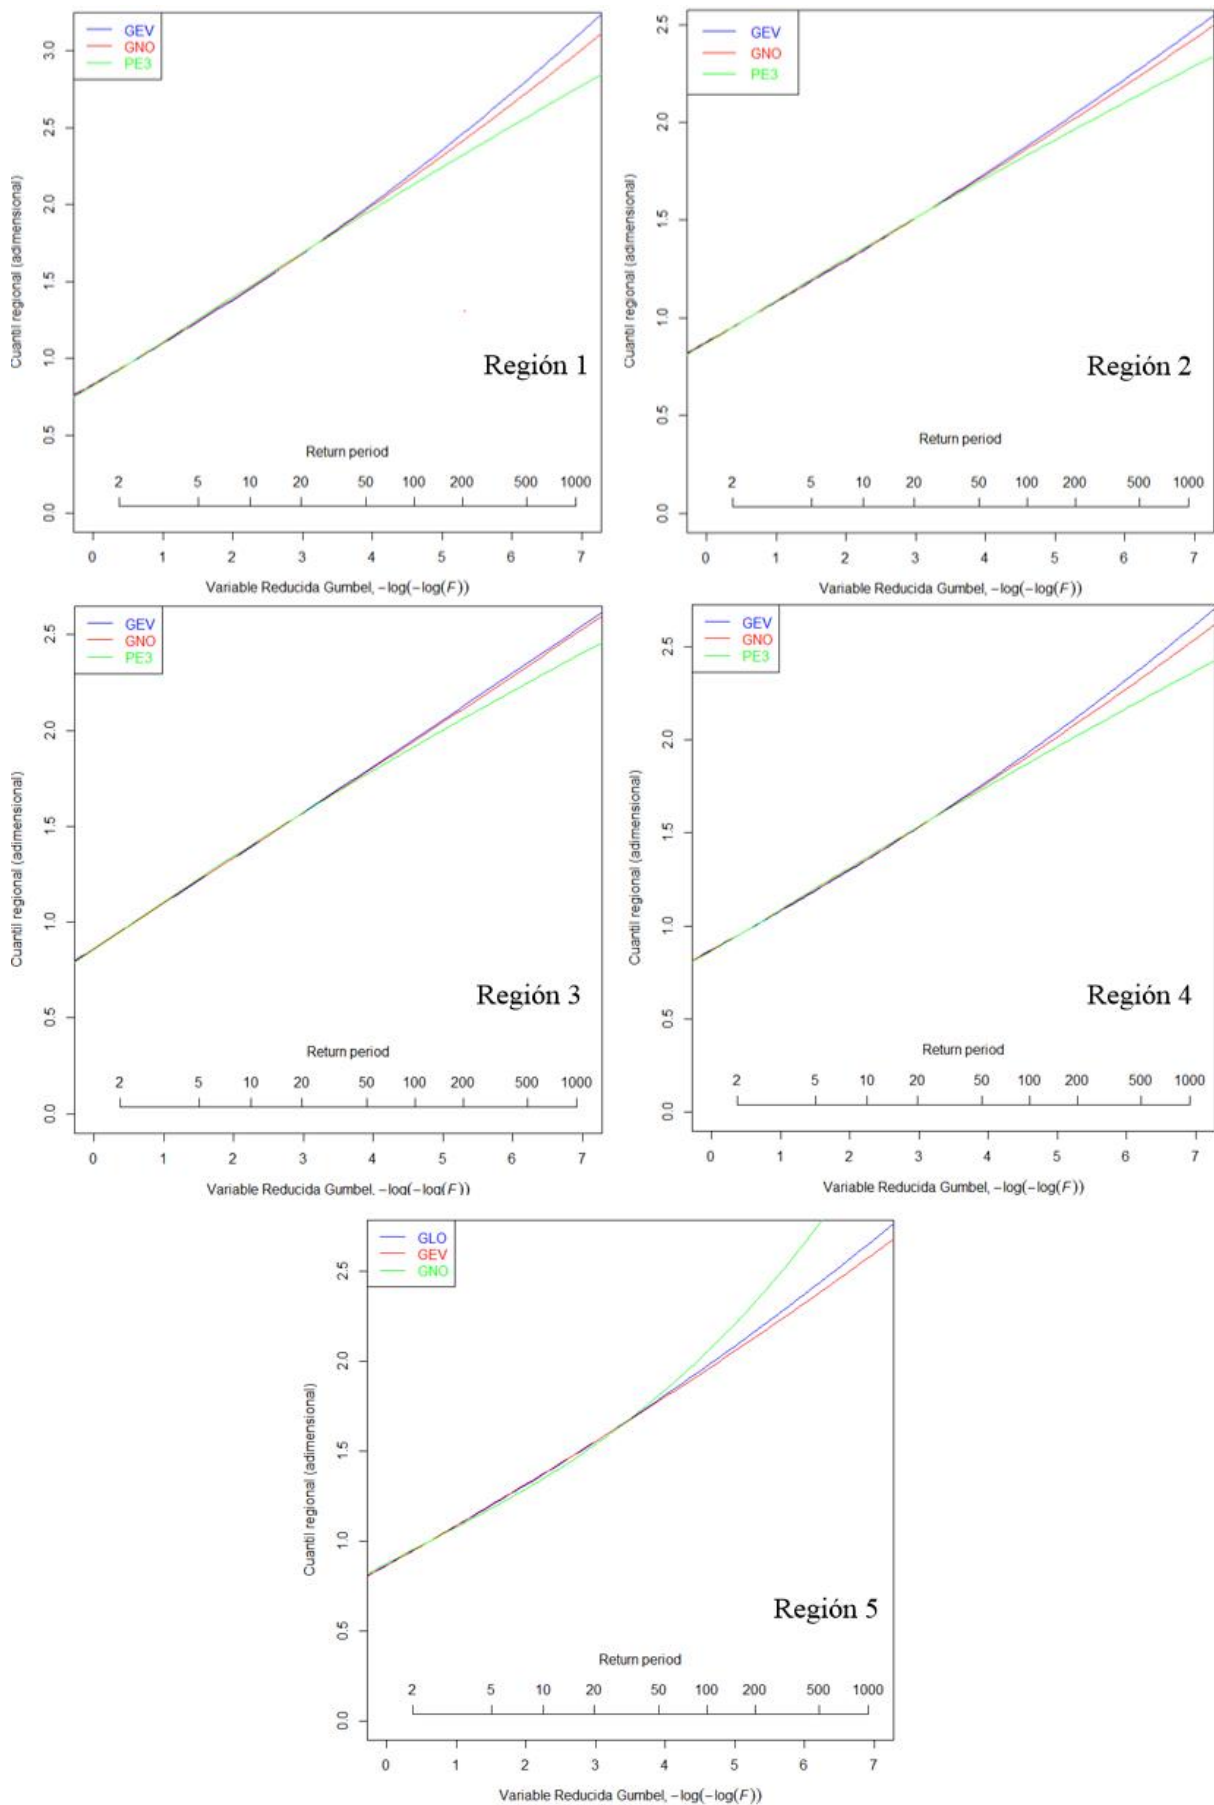 GEV
GNO
PE3
Cuantil regional (adimensional)
3.0
2.5
2.0
1.5
1.0
0.5
0.0
Región 1
Return period
2 5 10 20 50 100 200 500 1000
0 1 2 3 4 5 6 7
Variable Reducida Gumbel, −log(−log(F))
GEV
GNO
PE3
Cuantil regional (adimensional)
2.5
2.0
1.5
1.0
0.5
0.0
Región 2
Return period
2 5 10 20 50 100 200 500 1000
0 1 2 3 4 5 6 7
Variable Reducida Gumbel, −log(−log(F))
GEV
GNO
PE3
Cuantil regional (adimensional)
2.5
2.0
1.5
1.0
0.5
0.0
Región 3
Return period
2 5 10 20 50 100 200 500 1000
0 1 2 3 4 5 6 7
Variable Reducida Gumbel, −log(−log(F))
GEV
GNO
PE3
Cuantil regional (adimensional)
2.5
2.0
1.5
1.0
0.5
0.0
Región 4
Return period
2 5 10 20 50 100 200 500 1000
0 1 2 3 4 5 6 7
Variable Reducida Gumbel, −log(−log(F))
GLO
GEV
GNO
Cuantil regional (adimensional)
2.5
2.0
1.5
1.0
0.5
0.0
Región 5
Return period
2 5 10 20 50 100 200 500 1000
0 1 2 3 4 5 6 7
Variable Reducida Gumbel, −log(−log(F))